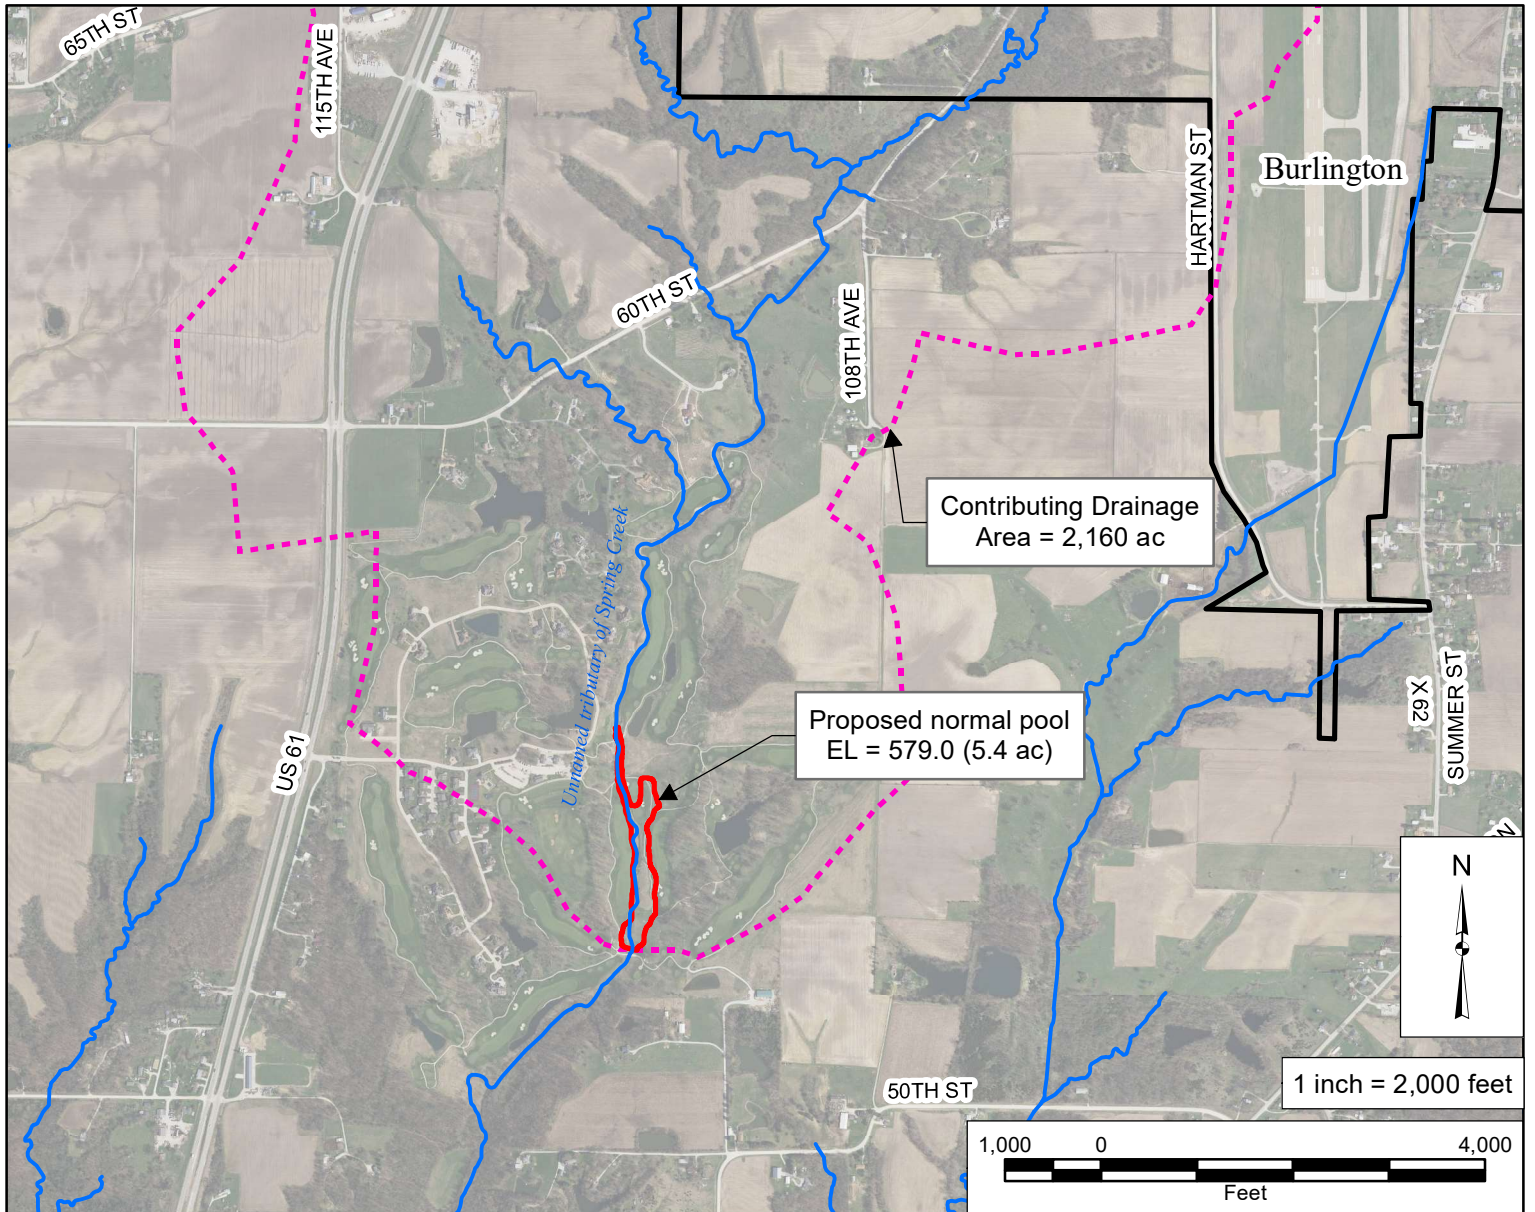 65TH ST
115TH AVE
HARTMAN ST
Burlington
60TH ST
108TH AVE
Contributing Drainage
Area = 2,160 ac
Unnamed tributary of Spring Creek
Proposed normal pool
EL = 579.0 (5.4 ac)
US 61
X 62
SUMMER ST
N
1 inch = 2,000 feet
50TH ST
1,000 0 4,000
Feet